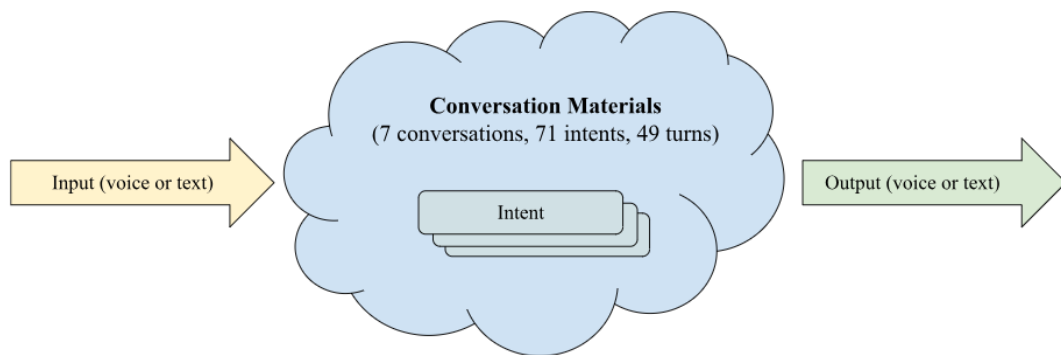 Conversation Materials
(7 conversations, 71 intents, 49 turns)
Input (voice or text)
Output (voice or text)
Intent